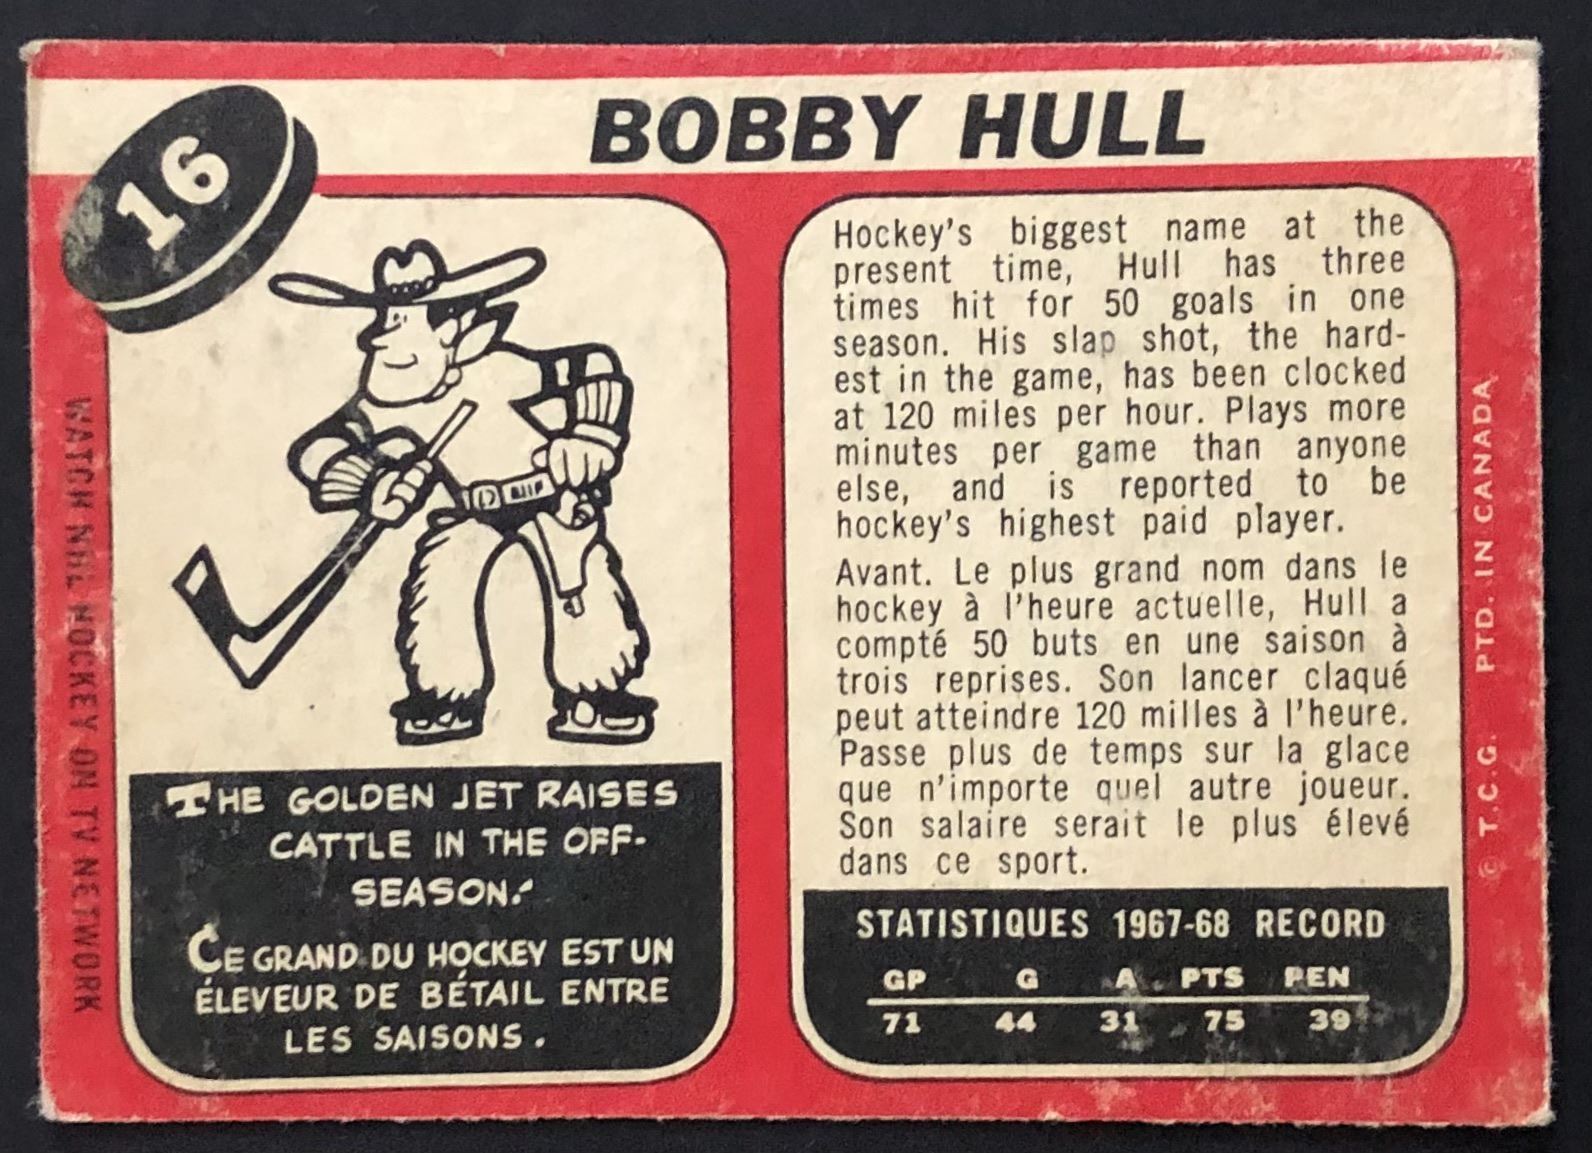 16
BOBBY HULL
THE GOLDEN JET RAISES
CATTLE IN THE OFF-
SEASON.
CE GRAND DU HOCKEY EST UN
ÉLEVEUR DE BÉTAIL ENTRE
LES SAISONS.
Hockey's biggest name at the
present time, Hull has three
times hit for 50 goals in one
season. His slap shot, the hard-
est in the game, has been clocked
at 120 miles per hour. Plays more
minutes per game than anyone
else, and is reported to be
hockey's highest paid player.
Avant. Le plus grand nom dans le
hockey à l'heure actuelle, Hull a
compté 50 buts en une saison à
trois reprises. Son lancer claqué
peut atteindre 120 milles à l'heure.
Passe plus de temps sur la glace
que n'importe quel autre joueur.
Son salaire serait le plus élevé
dans ce sport.
STATISTIQUES 1967-68 RECORD
GP G A PTS PEN
71 44 31 75 39
WATCH NHL HOCKEY ON TV NETWORK
© T.C.G. PTD. IN CANADA